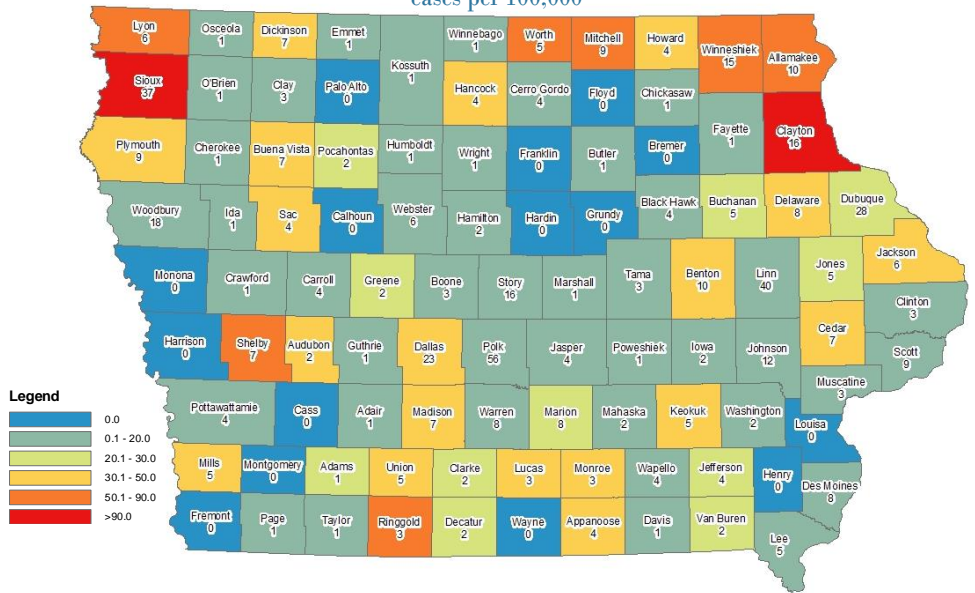 cases per 100,000
Lyon
6
Osceola
1
Dickinson
7
Emmet
1
Kossuth
1
Winnebago
1
Worth
5
Mitchell
9
Howard
4
Winneshiek
15
Allamakee
10
Sioux
37
O'Brien
1
Clay
3
Palo Alto
0
Hancock
4
Cerro Gordo
4
Floyd
0
Chickasaw
1
Fayette
1
Clayton
16
Plymouth
9
Cherokee
1
Buena Vista
7
Pocahontas
2
Humboldt
1
Wright
1
Franklin
0
Butler
1
Bremer
0
Woodbury
18
Ida
1
Sac
4
Calhoun
0
Webster
6
Hamilton
2
Hardin
0
Grundy
0
Black Hawk
4
Buchanan
5
Delaware
8
Dubuque
28
Monona
0
Crawford
1
Carroll
4
Greene
2
Boone
3
Story
16
Marshall
1
Tama
3
Benton
10
Linn
40
Jones
5
Jackson
6
Clinton
3
Harrison
0
Shelby
7
Audubon
2
Guthrie
1
Dallas
23
Polk
56
Jasper
4
Poweshiek
1
Iowa
2
Johnson
12
Cedar
7
Scott
9
Muscatine
3
Pottawattamie
4
Cass
0
Adair
1
Madison
7
Warren
8
Marion
8
Mahaska
2
Keokuk
5
Washington
2
Louisa
0
Mills
5
Montgomery
0
Adams
1
Union
5
Clarke
2
Lucas
3
Monroe
3
Wapello
4
Jefferson
4
Henry
0
Des Moines
8
Fremont
0
Page
1
Taylor
1
Ringgold
3
Decatur
2
Wayne
0
Appanoose
4
Davis
1
Van Buren
2
Lee
5
Legend
0.0
0.1 - 20.0
20.1 - 30.0
30.1 - 50.0
50.1 - 90.0
>90.0